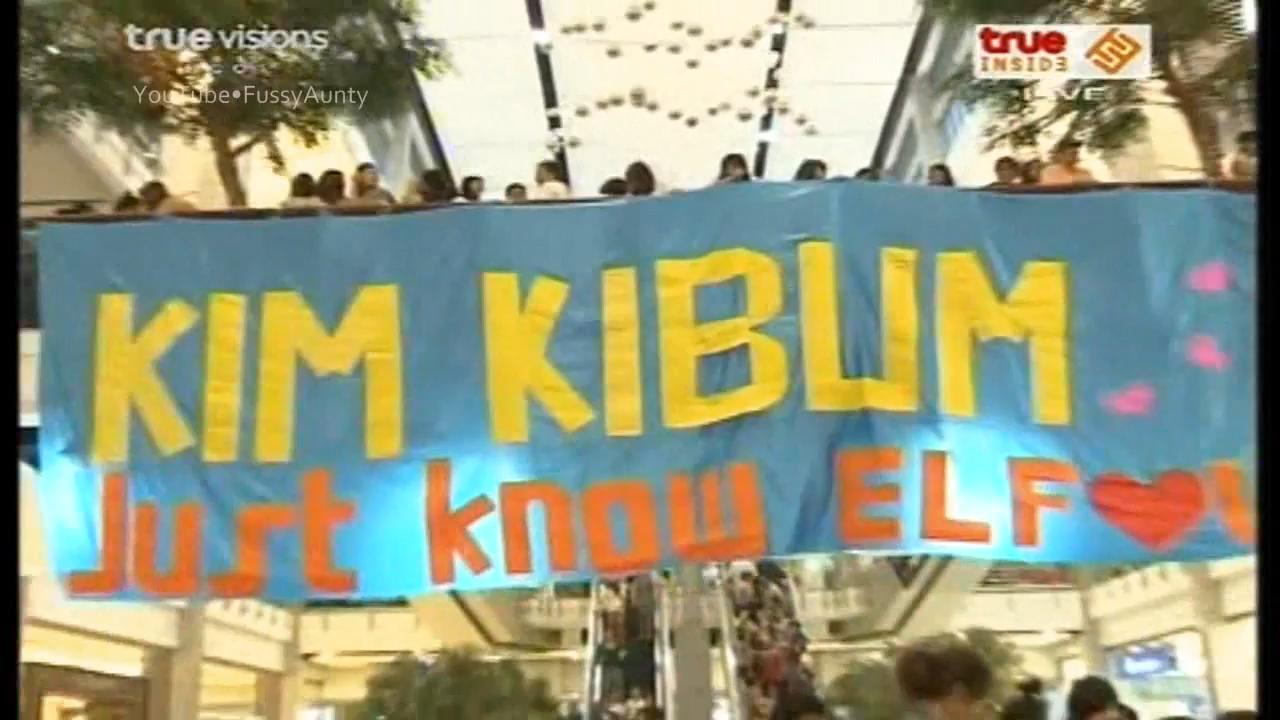 true visions
true
INSIDE
YouTube•FussyAunty
LIVE
KIM KIBUM
Just know ELF❤U